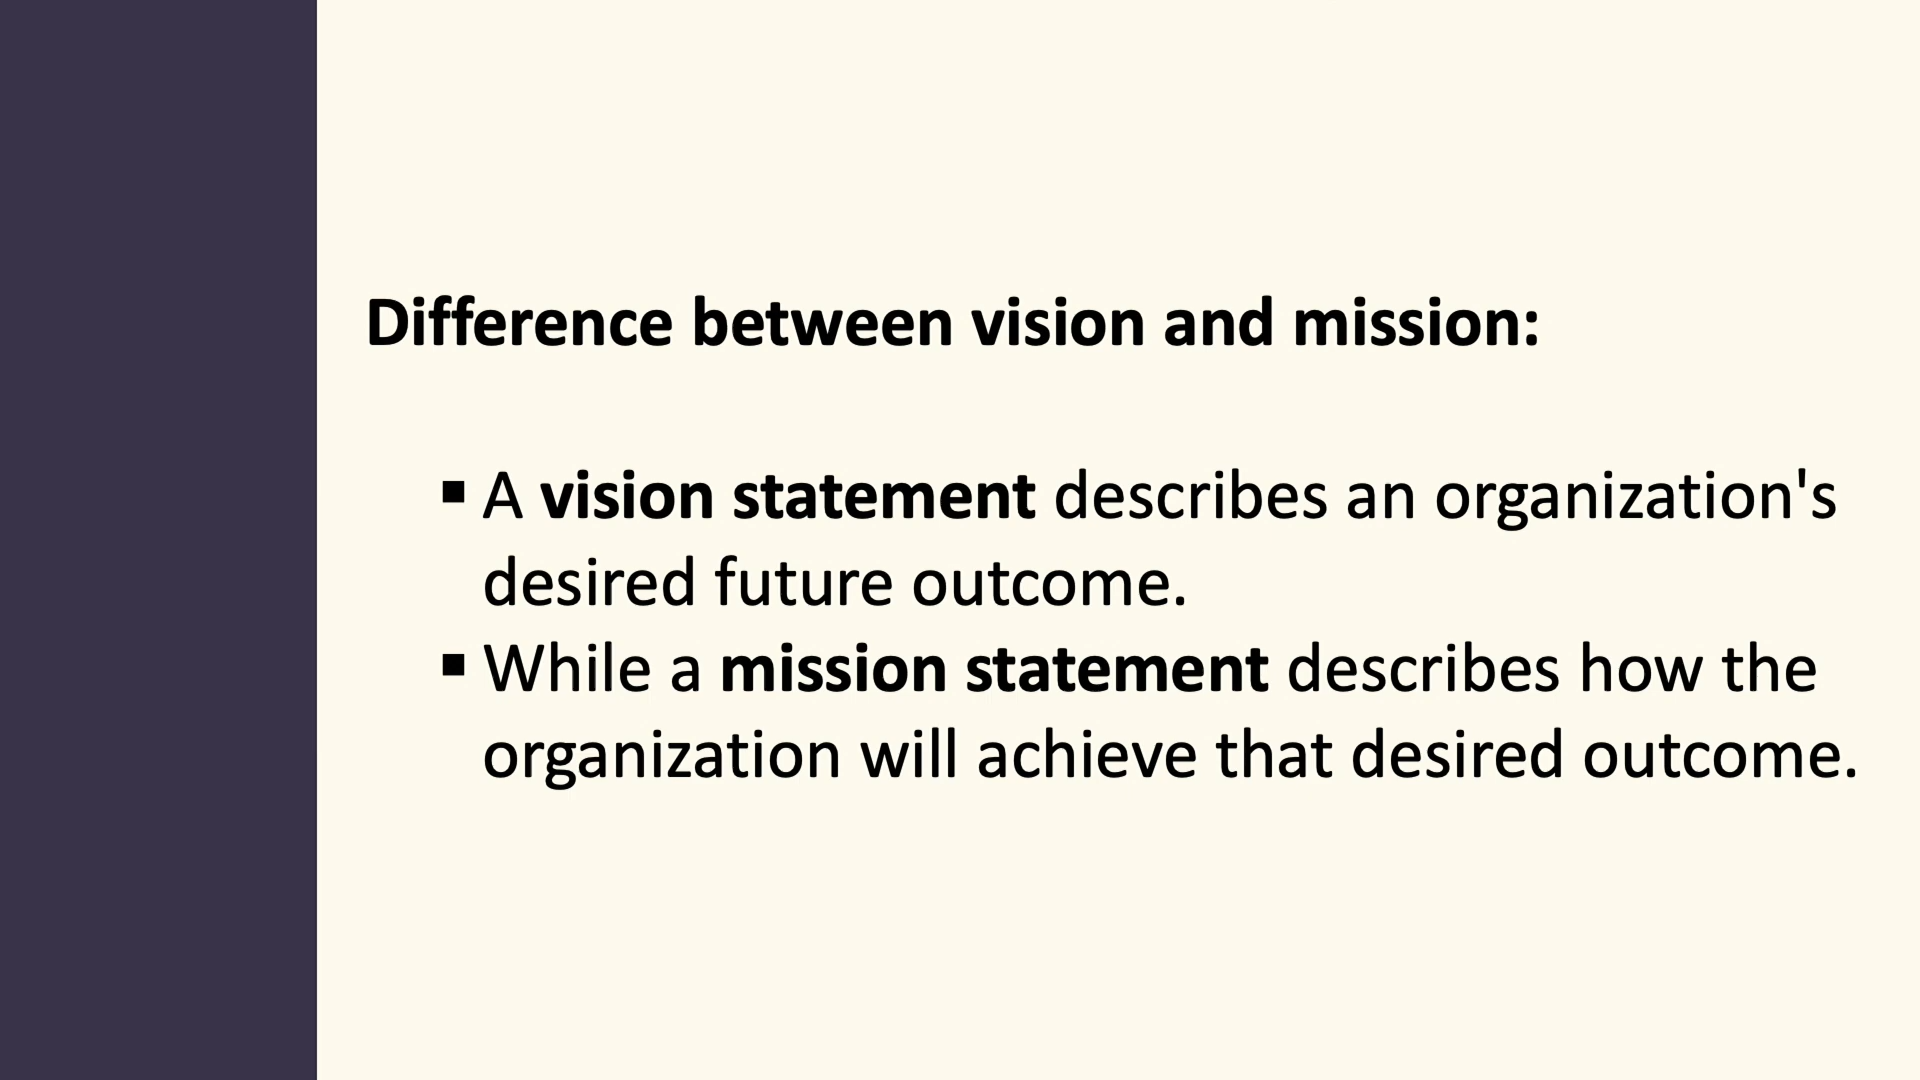 Difference between vision and mission:
▪ A vision statement describes an organization's
desired future outcome.
▪ While a mission statement describes how the
organization will achieve that desired outcome.